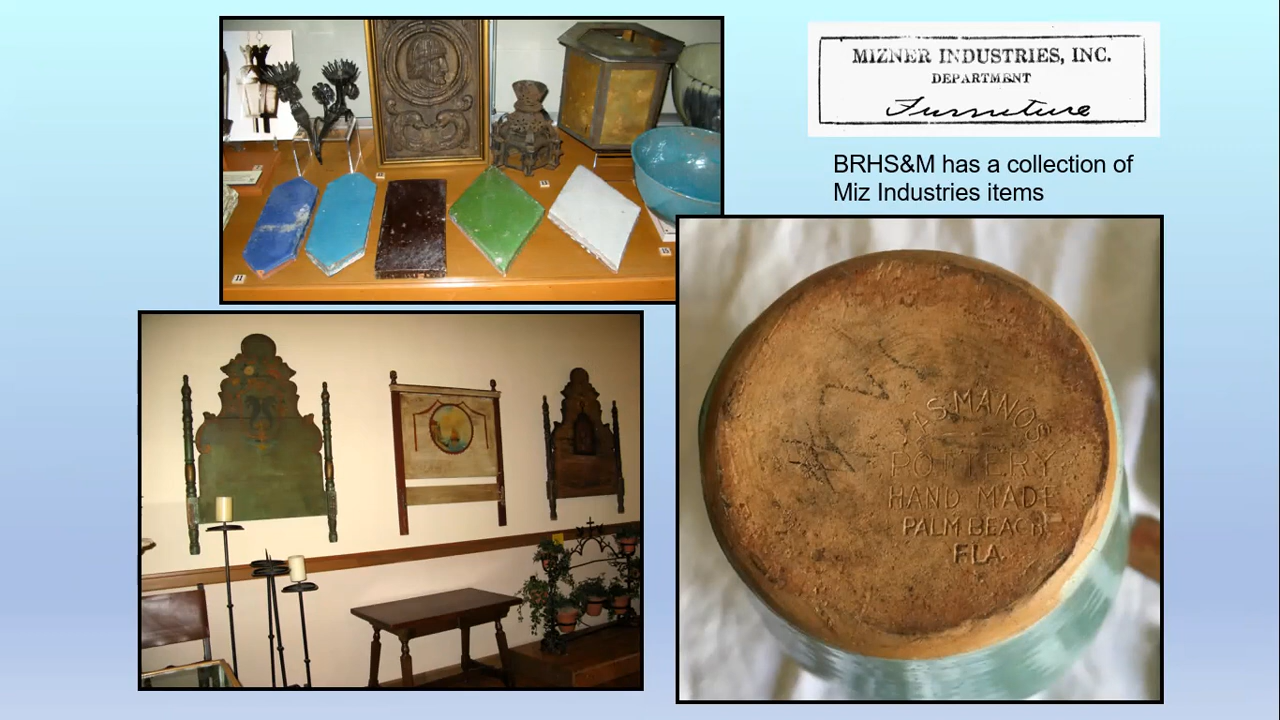 MIZNER INDUSTRIES, INC.
DEPARTMENT
Furniture
BRHS&M has a collection of
Miz Industries items
LAS MANOS
POTTERY
HAND MADE
PALM BEACH
FLA.
11